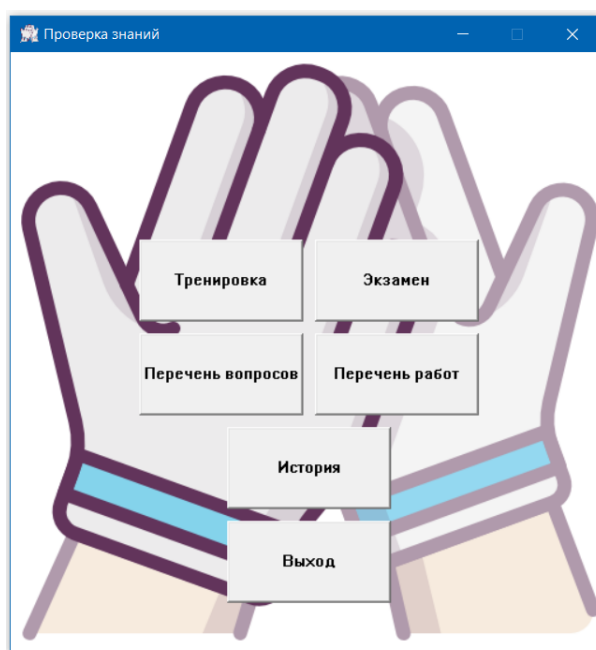 Проверка знаний
Тренировка
Экзамен
Перечень вопросов
Перечень работ
История
Выход